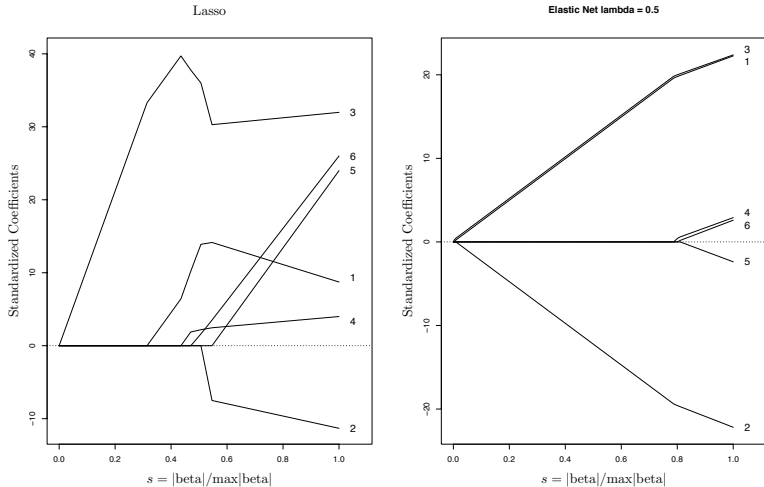 Lasso
Standardized Coefficients
40
30
20
10
0
−10
3
6
5
1
4
2
0.0 0.2 0.4 0.6 0.8 1.0
s = |beta|/max|beta|
Elastic Net lambda = 0.5
Standardized Coefficients
20
10
0
−10
−20
3
1
4
6
5
2
0.0 0.2 0.4 0.6 0.8 1.0
s = |beta|/max|beta|